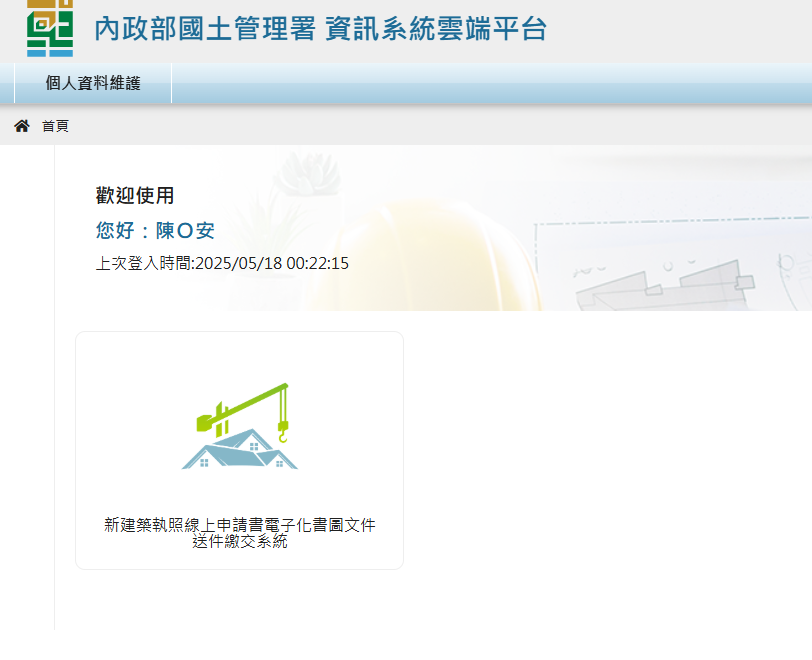 內政部國土管理署 資訊系統雲端平台
個人資料維護
首頁
歡迎使用
您好：陳O安
上次登入時間:2025/05/18 00:22:15
新建築執照線上申請書電子化書圖文件
送件繳交系統